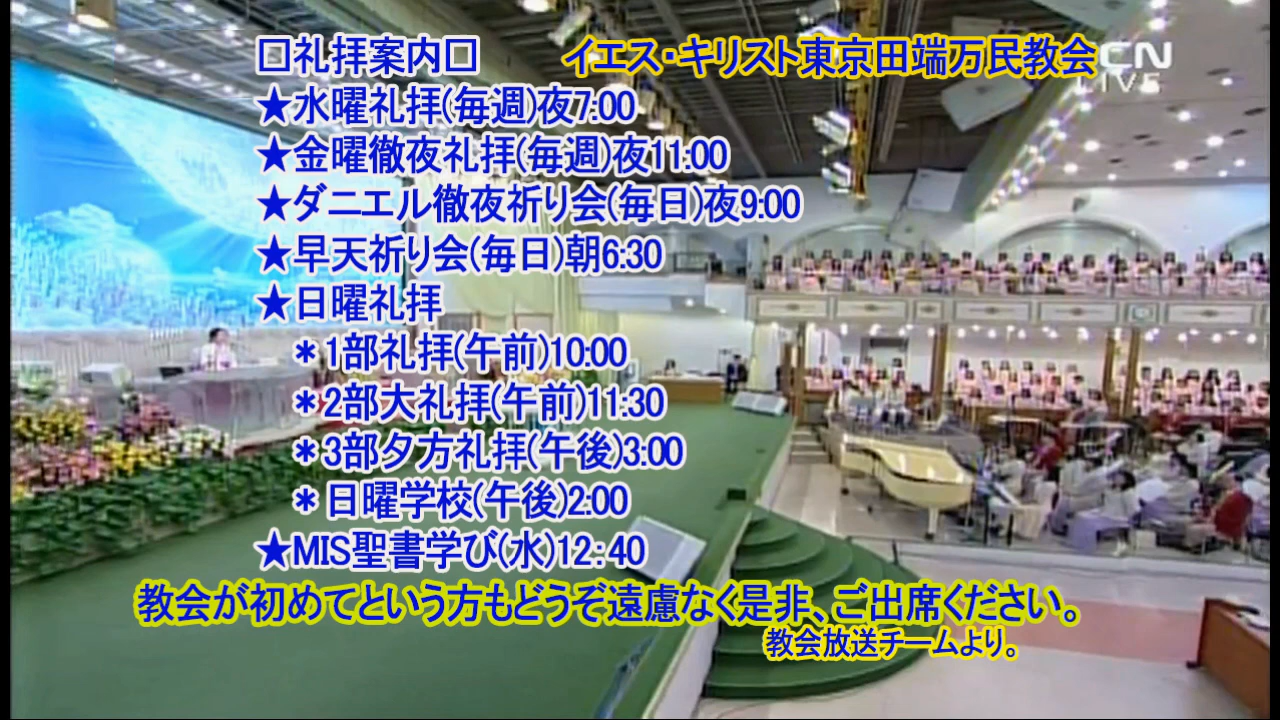 □礼拝案内□ イエス・キリスト東京田端万民教会
CN
LIVE
★水曜礼拝(毎週)夜7:00
★金曜徹夜礼拝(毎週)夜11:00
★ダニエル徹夜祈り会(毎日)夜9:00
★早天祈り会(毎日)朝6:30
★日曜礼拝
*1部礼拝(午前)10:00
*2部大礼拝(午前)11:30
*3部夕方礼拝(午後)3:00
*日曜学校(午後)2:00
★MIS聖書学び(水)12:40
教会が初めてという方もどうぞ遠慮なく是非、ご出席ください。
教会放送チームより。